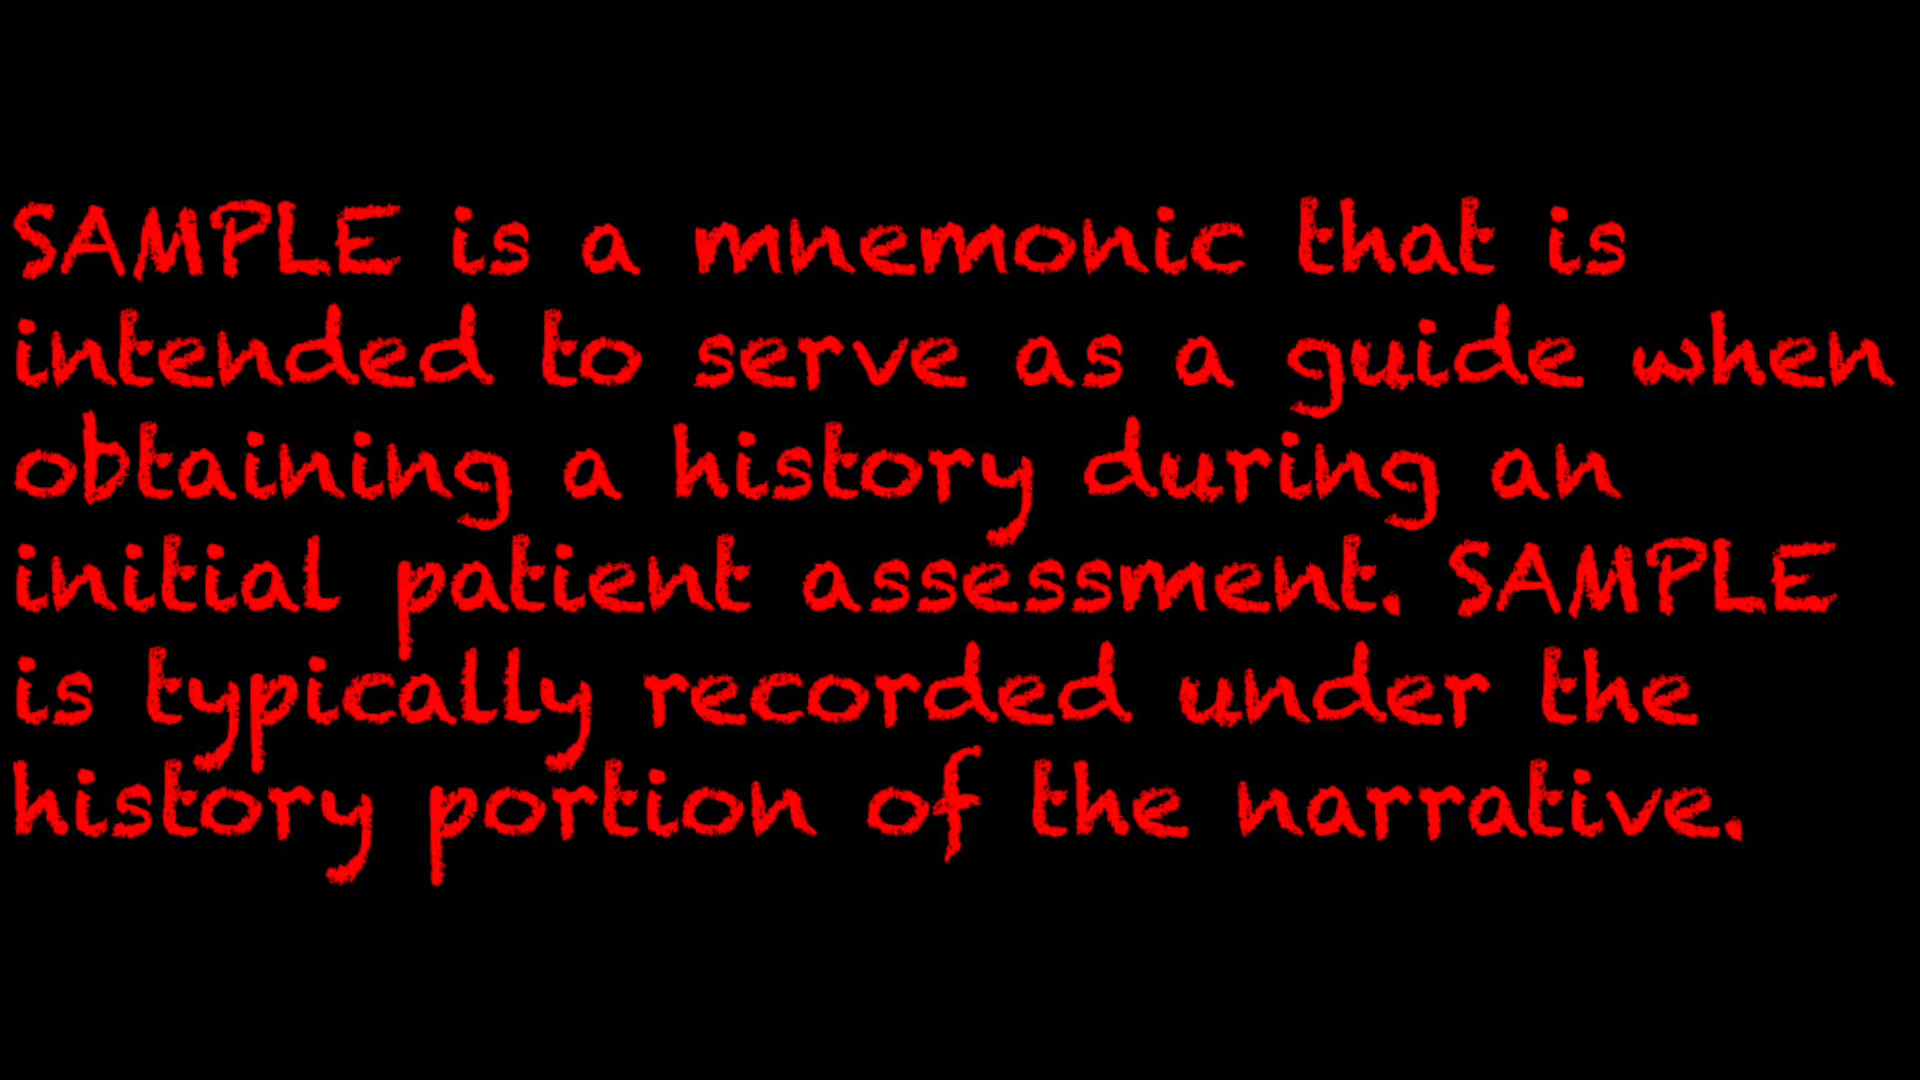 SAMPLE is a mnemonic that is
intended to serve as a guide when
obtaining a history during an
initial patient assessment. SAMPLE
is typically recorded under the
history portion of the narrative.